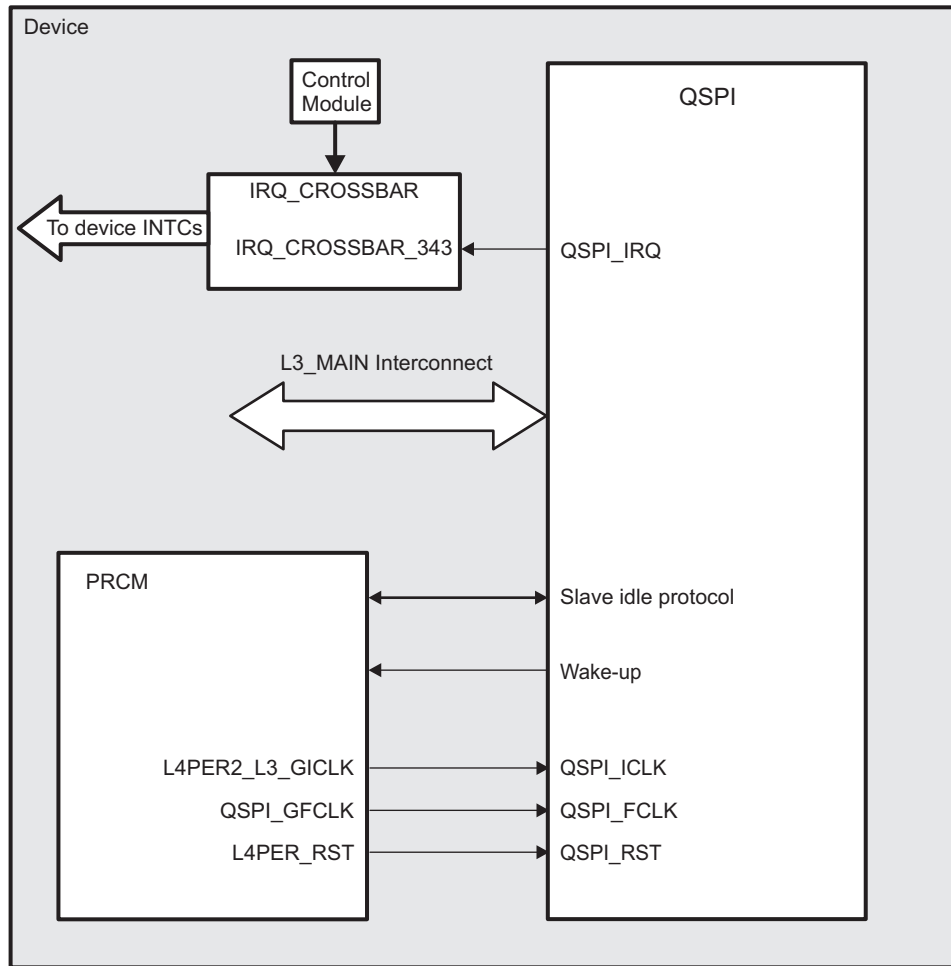 Device
Control
Module
QSPI
IRQ_CROSSBAR
To device INTCs
IRQ_CROSSBAR_343
QSPI_IRQ
L3_MAIN Interconnect
PRCM
Slave idle protocol
Wake-up
L4PER2_L3_GICLK
QSPI_ICLK
QSPI_GFCLK
QSPI_FCLK
L4PER_RST
QSPI_RST